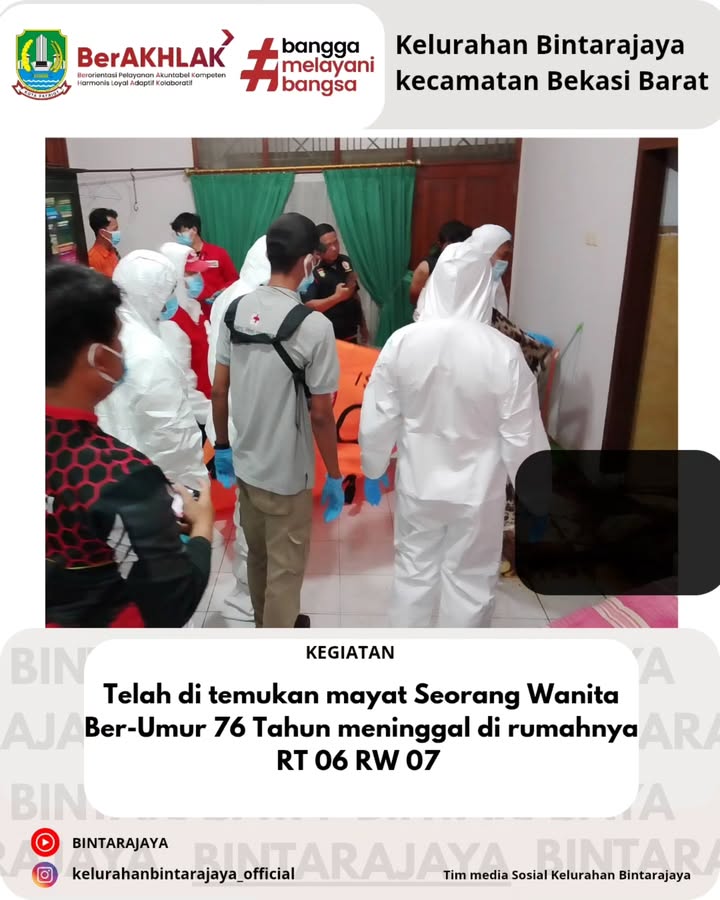 BerAKHLAK
Berorientasi Pelayanan Akuntabel Kompeten
Harmonis Loyal Adaptif Kolaboratif
#bangga
melayani
bangsa
Kelurahan Bintarajaya
kecamatan Bekasi Barat
KEGIATAN
Telah di temukan mayat Seorang Wanita
Ber-Umur 76 Tahun meninggal di rumahnya
RT 06 RW 07
BINTARAJAYA
kelurahanbintarajaya_official
Tim media Sosial Kelurahan Bintarajaya
BINTARAJAYA